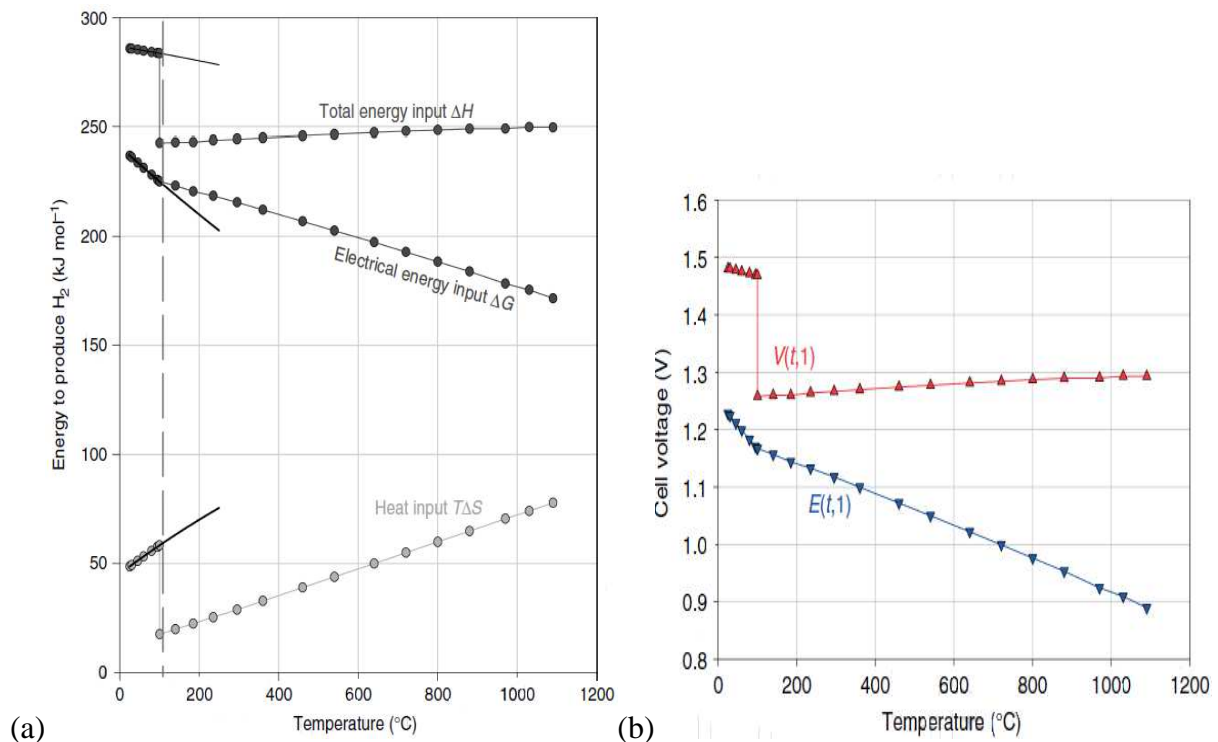 300
250
200
150
100
50
0
Energy to produce H₂ (kJ mol⁻¹)
Total energy input ΔH
Electrical energy input ΔG
Heat input TΔS
0 200 400 600 800 1000 1200
Temperature (°C)
(a)
1.6
1.5
1.4
1.3
1.2
1.1
1.0
0.9
0.8
Cell voltage (V)
V(t,1)
E(t,1)
0 200 400 600 800 1000 1200
Temperature (°C)
(b)